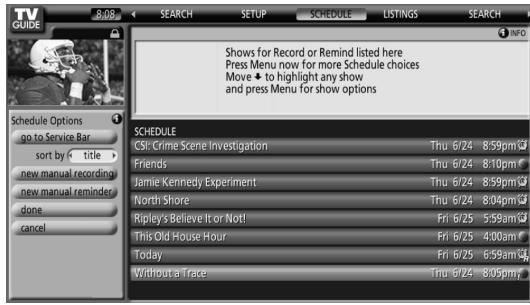 TV
GUIDE
8:08
SEARCH SETUP SCHEDULE LISTINGS SEARCH
INFO
Shows for Record or Remind listed here
Press Menu now for more Schedule choices
Move to highlight any show
and press Menu for show options
Schedule Options
go to Service Bar
sort by title
new manual recording
new manual reminder
done
cancel
SCHEDULE
CSI: Crime Scene Investigation Thu 6/24 8:59pm
Friends Thu 6/24 8:10pm
Jamie Kennedy Experiment Thu 6/24 8:59pm
North Shore Thu 6/24 8:04pm
Ripley's Believe It or Not! Fri 6/25 5:59am
This Old House Hour Fri 6/25 4:00am
Today Fri 6/25 6:59am
Without a Trace Thu 6/24 8:05pm